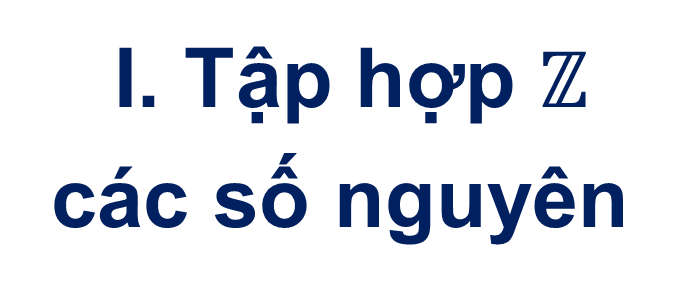 I. Tập hợp ℤ
các số nguyên